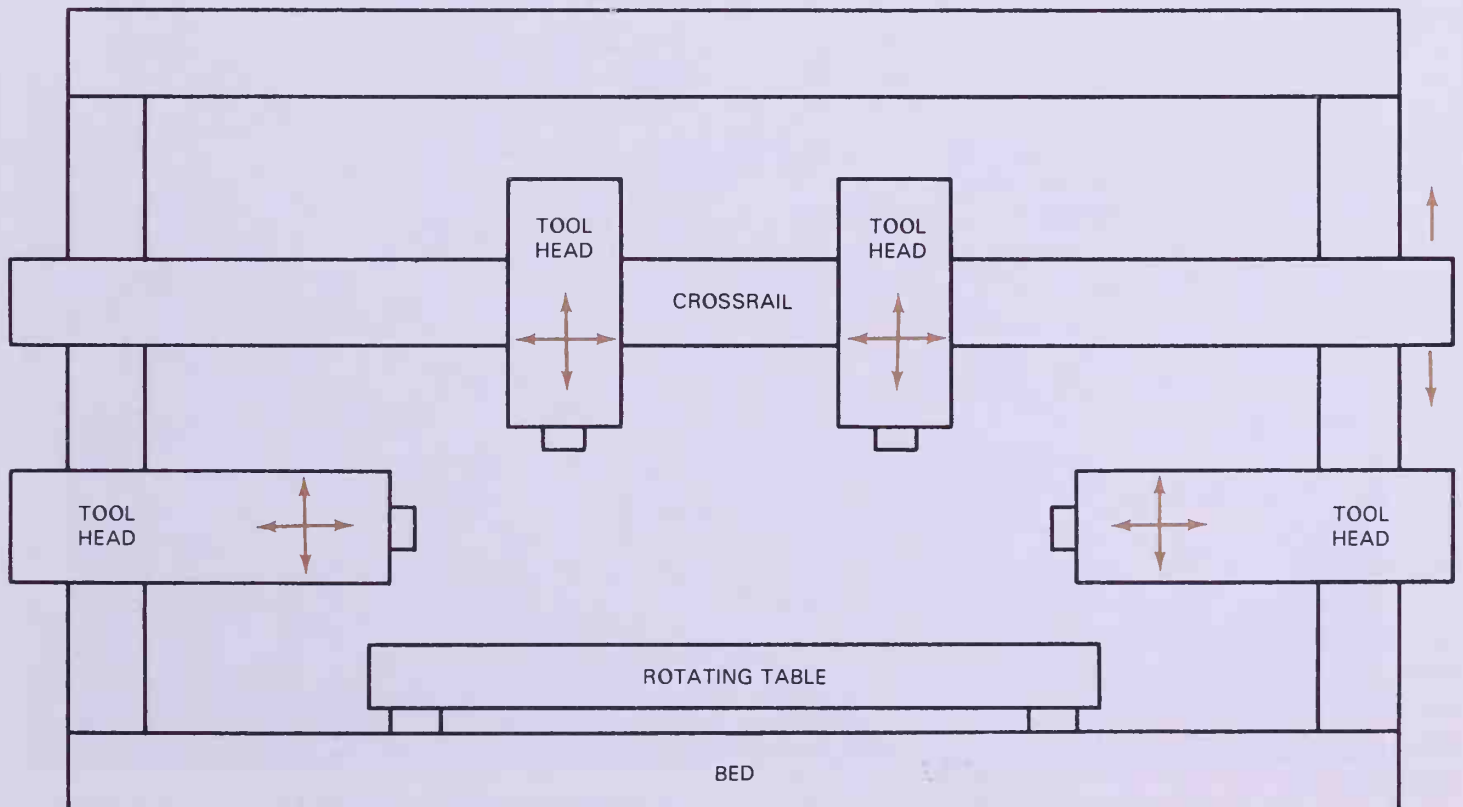 TOOL
HEAD
TOOL
HEAD
CROSSRAIL
TOOL
HEAD
TOOL
HEAD
ROTATING TABLE
BED